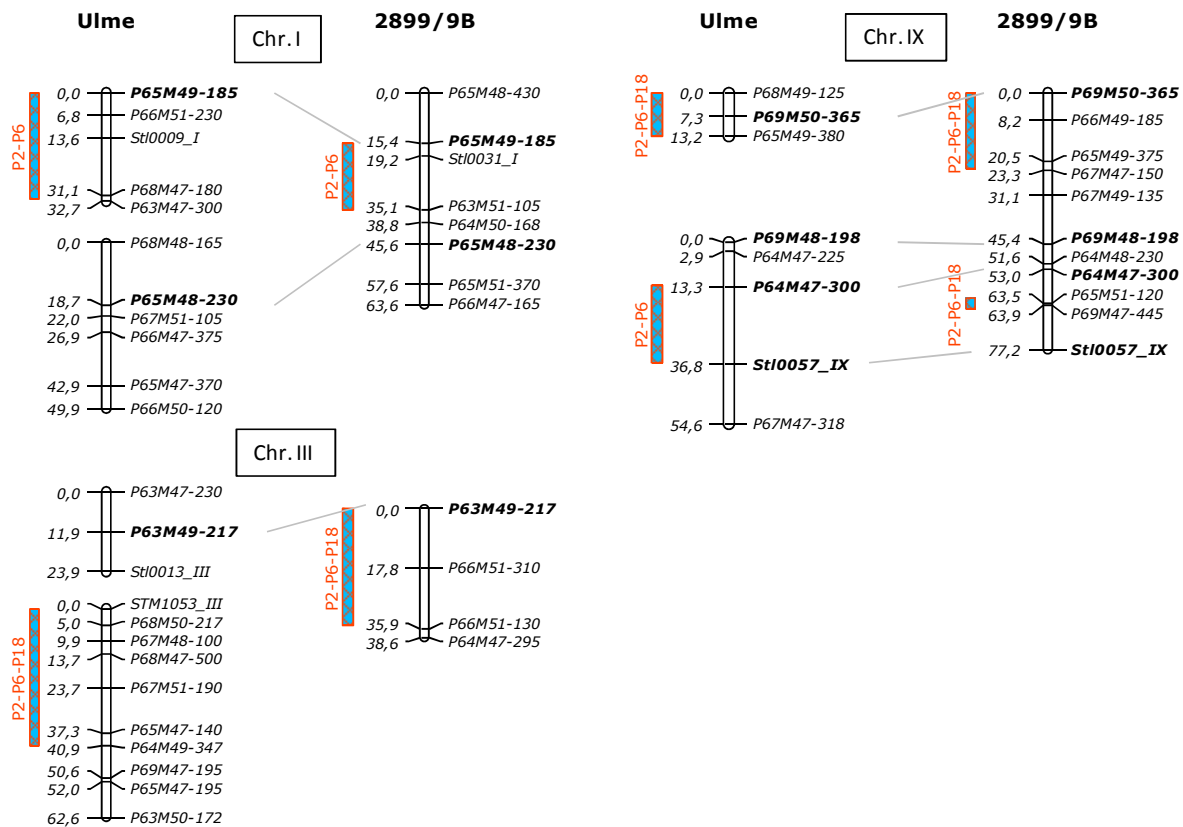 Ulme
Chr. I
2899/9B
P2-P6
0,0 P65M49-185
6,8 P66M51-230
13,6 StI0009_I
31,1 P68M47-180
32,7 P63M47-300
0,0 P68M48-165
18,7 P65M48-230
22,0 P67M51-105
26,9 P66M47-375
42,9 P65M47-370
49,9 P66M50-120
P2-P6
0,0 P65M48-430
15,4 P65M49-185
19,2 StI0031_I
35,1 P63M51-105
38,8 P64M50-168
45,6 P65M48-230
57,6 P65M51-370
63,6 P66M47-165
Chr. III
0,0 P63M47-230
11,9 P63M49-217
23,9 StI0013_III
P2-P6-P18
0,0 STM1053_III
5,0 P68M50-217
9,9 P67M48-100
13,7 P68M47-500
23,7 P67M51-190
37,3 P65M47-140
40,9 P64M49-347
50,6 P69M47-195
52,0 P65M47-195
62,6 P63M50-172
P2-P6-P18
0,0 P63M49-217
17,8 P66M51-310
35,9 P66M51-130
38,6 P64M47-295
Ulme
Chr. IX
2899/9B
P2-P6-P18
0,0 P68M49-125
7,3 P69M50-365
13,2 P65M49-380
P2-P6
0,0 P69M48-198
2,9 P64M47-225
13,3 P64M47-300
36,8 StI0057_IX
54,6 P67M47-318
P2-P6-P18
P2-P6-P18
0,0 P69M50-365
8,2 P66M49-185
20,5 P65M49-375
23,3 P67M47-150
31,1 P67M49-135
45,4 P69M48-198
51,6 P64M48-230
53,0 P64M47-300
63,5 P65M51-120
63,9 P69M47-445
77,2 StI0057_IX